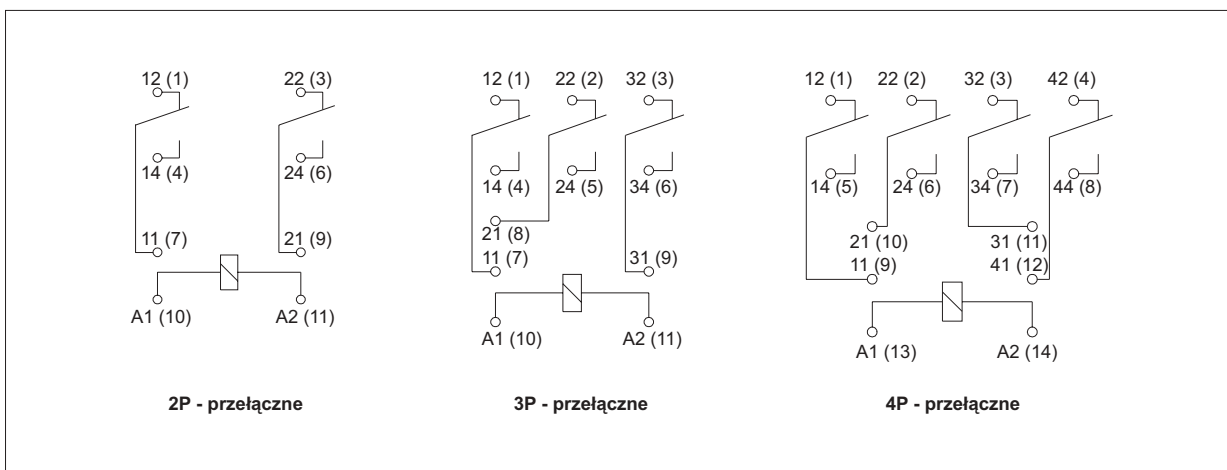 12 (1) 22 (3)
14 (4) 24 (6)
11 (7) 21 (9)
A1 (10) A2 (11)
2P - przełączne
12 (1) 22 (2) 32 (3)
14 (4) 24 (5) 34 (6)
21 (8)
11 (7) 31 (9)
A1 (10) A2 (11)
3P - przełączne
12 (1) 22 (2) 32 (3) 42 (4)
14 (5) 24 (6) 34 (7) 44 (8)
21 (10) 31 (11)
11 (9) 41 (12)
A1 (13) A2 (14)
4P - przełączne